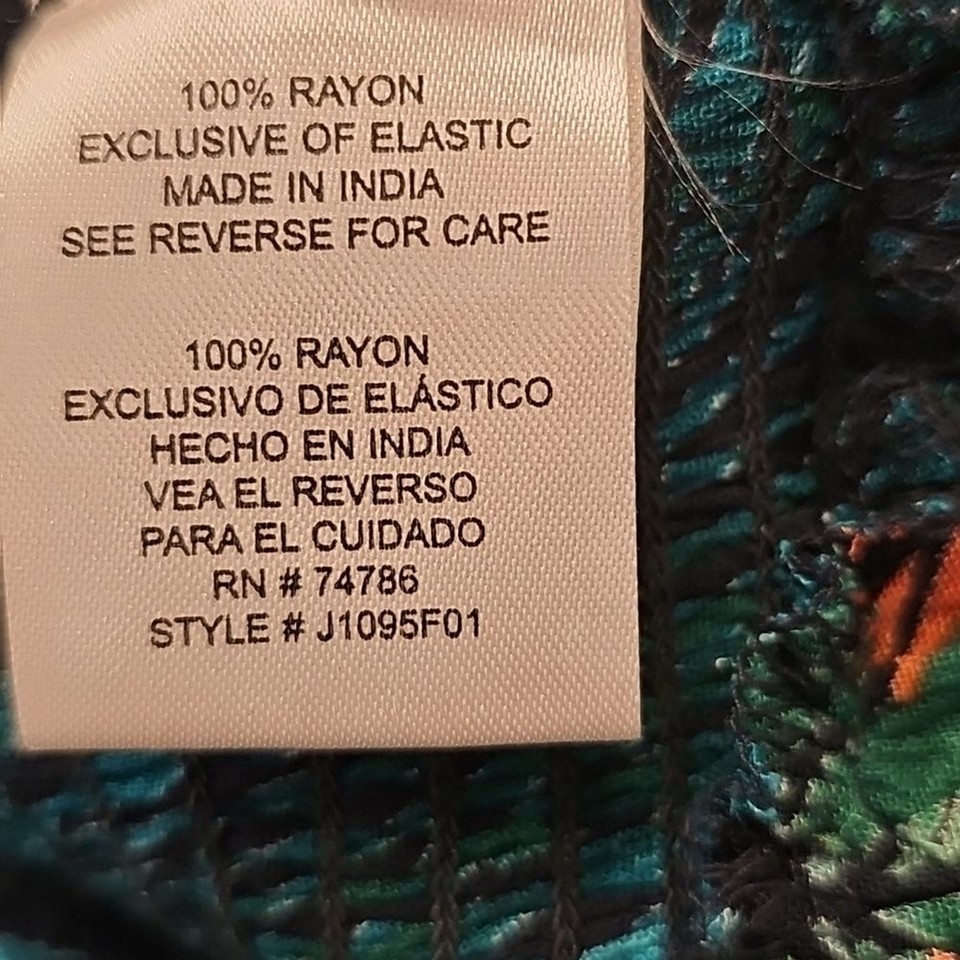 100% RAYON
EXCLUSIVE OF ELASTIC
MADE IN INDIA
SEE REVERSE FOR CARE
100% RAYON
EXCLUSIVO DE ELÁSTICO
HECHO EN INDIA
VEA EL REVERSO
PARA EL CUIDADO
RN # 74786
STYLE # J1095F01